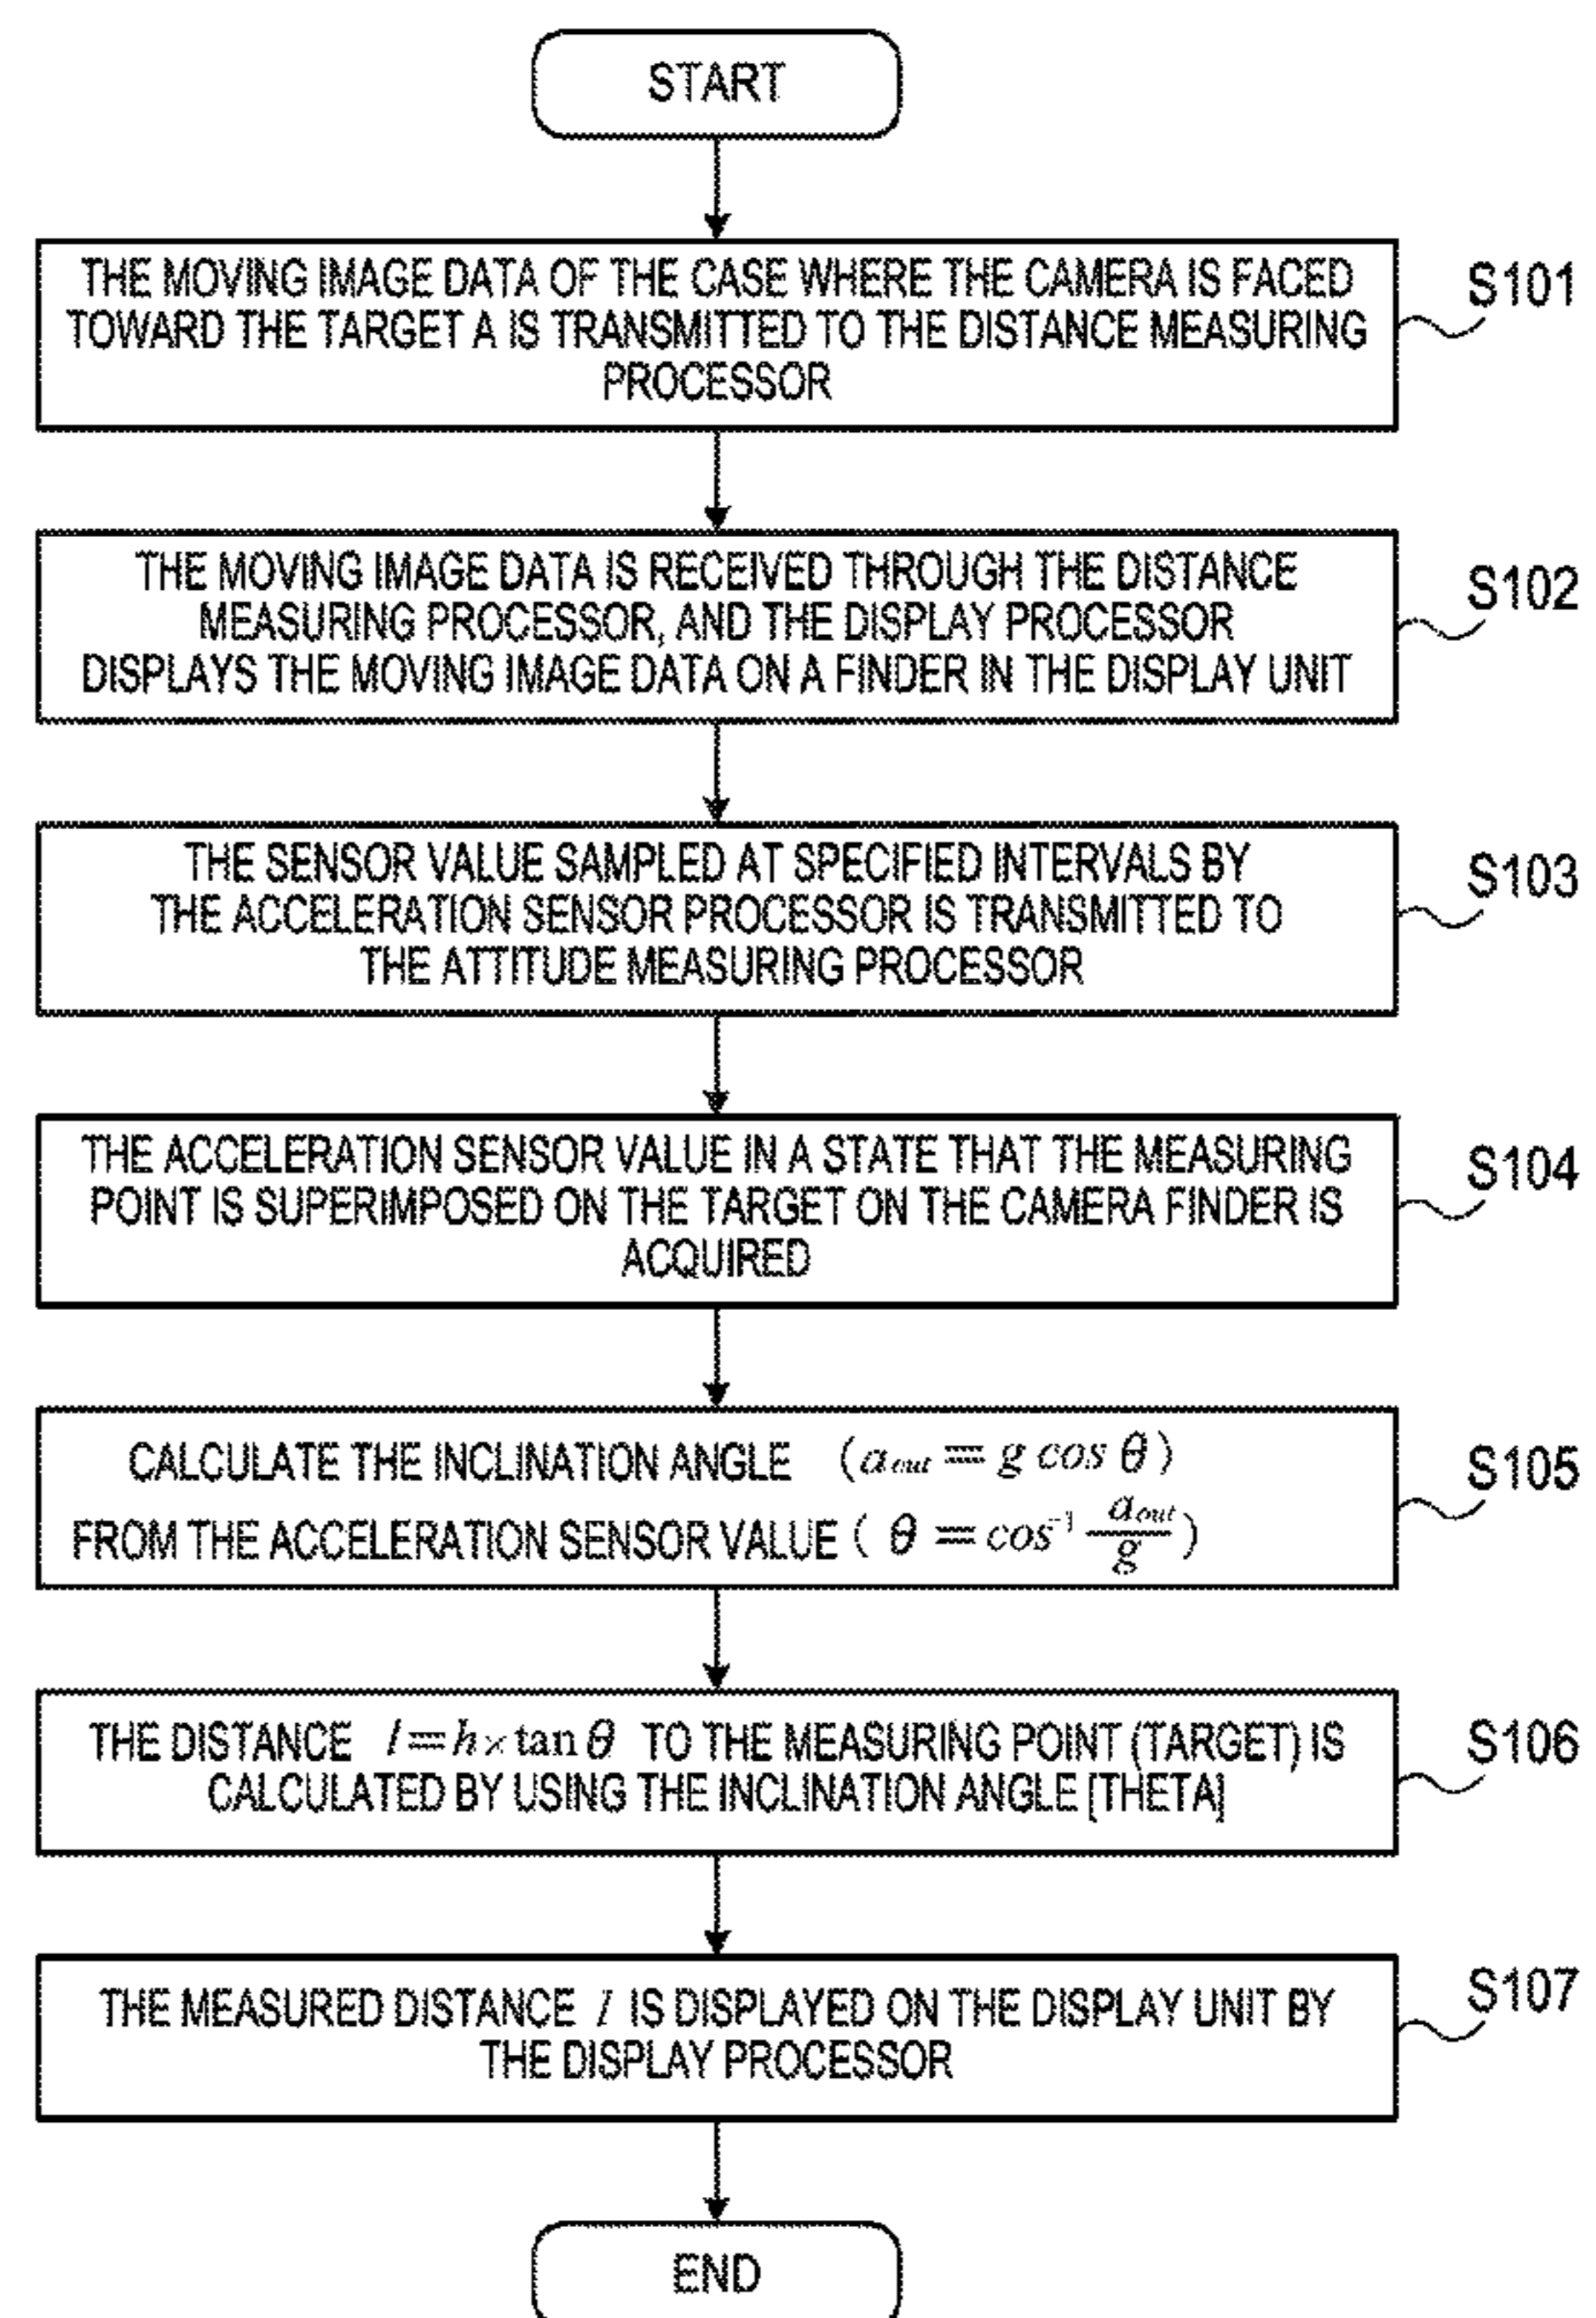 START
THE MOVING IMAGE DATA OF THE CASE WHERE THE CAMERA IS FACED
TOWARD THE TARGET A IS TRANSMITTED TO THE DISTANCE MEASURING
PROCESSOR
S101
THE MOVING IMAGE DATA IS RECEIVED THROUGH THE DISTANCE
MEASURING PROCESSOR, AND THE DISPLAY PROCESSOR
DISPLAYS THE MOVING IMAGE DATA ON A FINDER IN THE DISPLAY UNIT
S102
THE SENSOR VALUE SAMPLED AT SPECIFIED INTERVALS BY
THE ACCELERATION SENSOR PROCESSOR IS TRANSMITTED TO
THE ATTITUDE MEASURING PROCESSOR
S103
THE ACCELERATION SENSOR VALUE IN A STATE THAT THE MEASURING
POINT IS SUPERIMPOSED ON THE TARGET ON THE CAMERA FINDER IS
ACQUIRED
S104
CALCULATE THE INCLINATION ANGLE (a_out = g cos θ)
FROM THE ACCELERATION SENSOR VALUE (θ = cos⁻¹ a_out/g)
S105
THE DISTANCE l = h × tan θ TO THE MEASURING POINT (TARGET) IS
CALCULATED BY USING THE INCLINATION ANGLE [THETA]
S106
THE MEASURED DISTANCE l IS DISPLAYED ON THE DISPLAY UNIT BY
THE DISPLAY PROCESSOR
S107
END